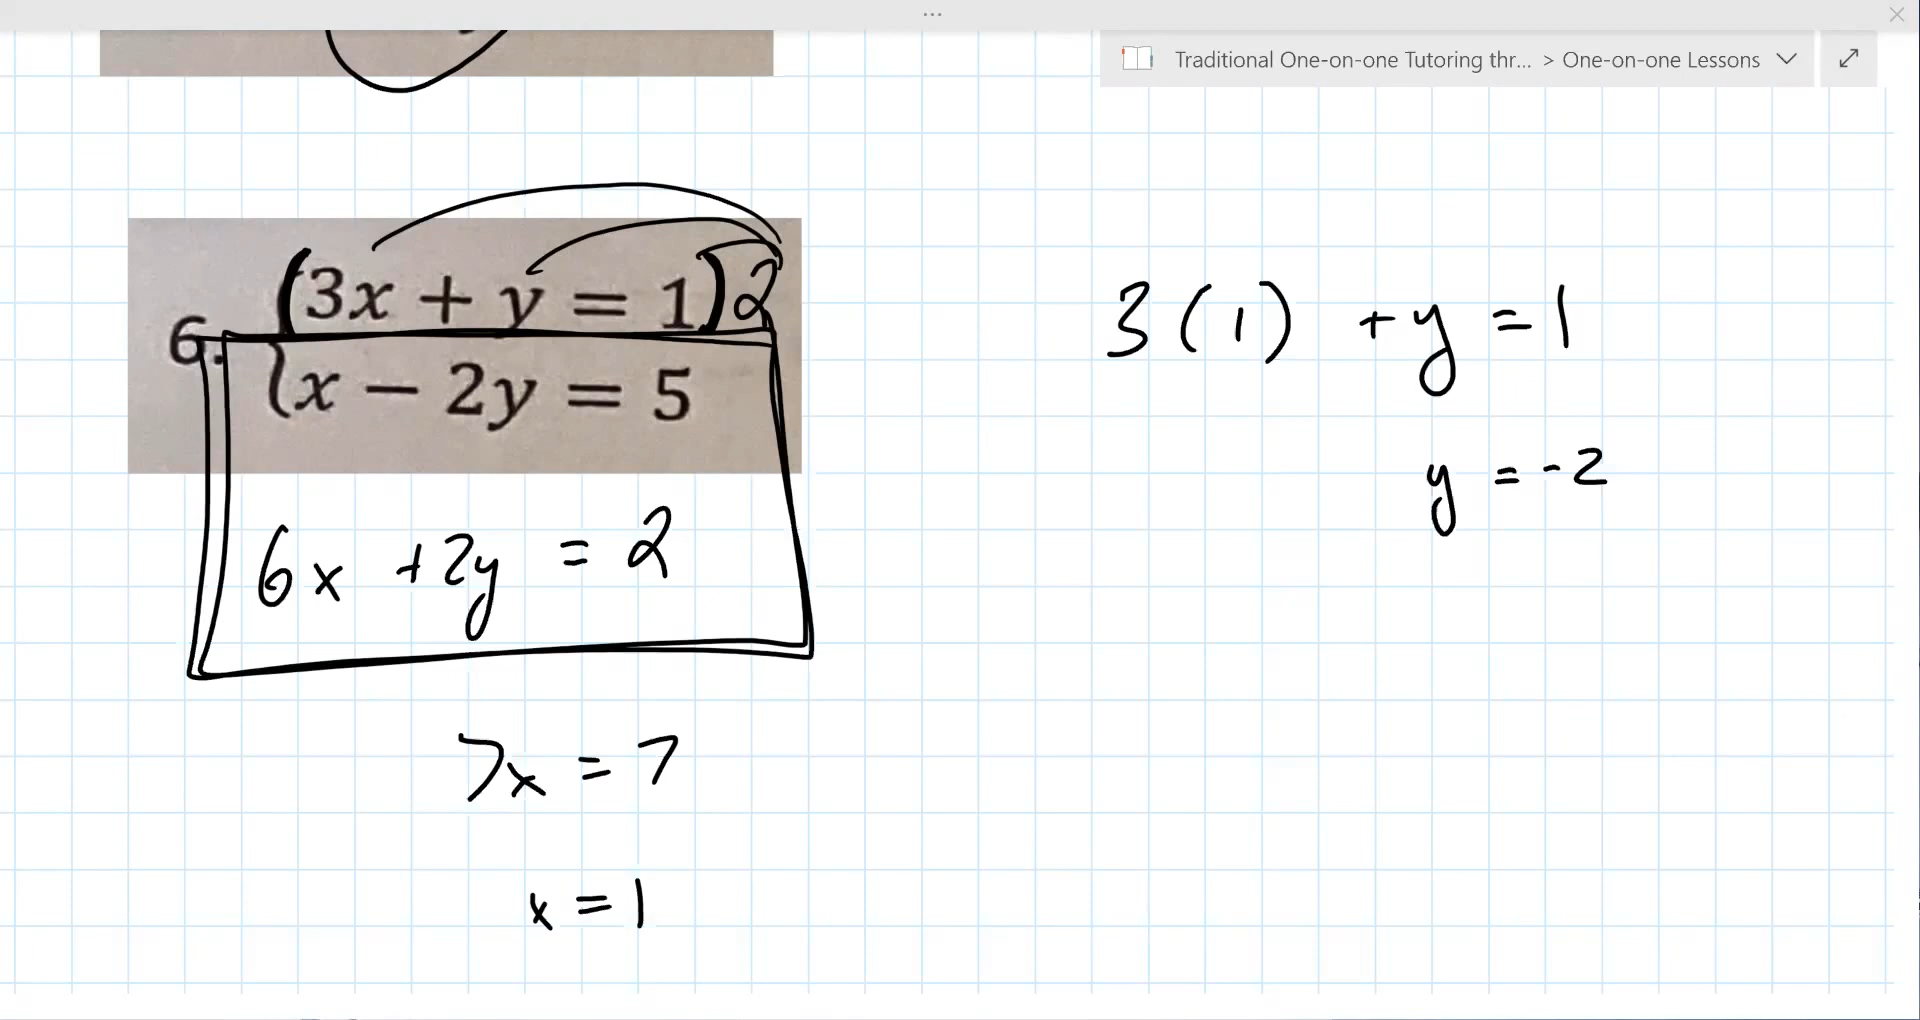 ...
Traditional One-on-one Tutoring thr... > One-on-one Lessons
6.
(3x + y = 1)2
x − 2y = 5
6x +2y = 2
7x = 7
x = 1
3(1) +y = 1
y = -2